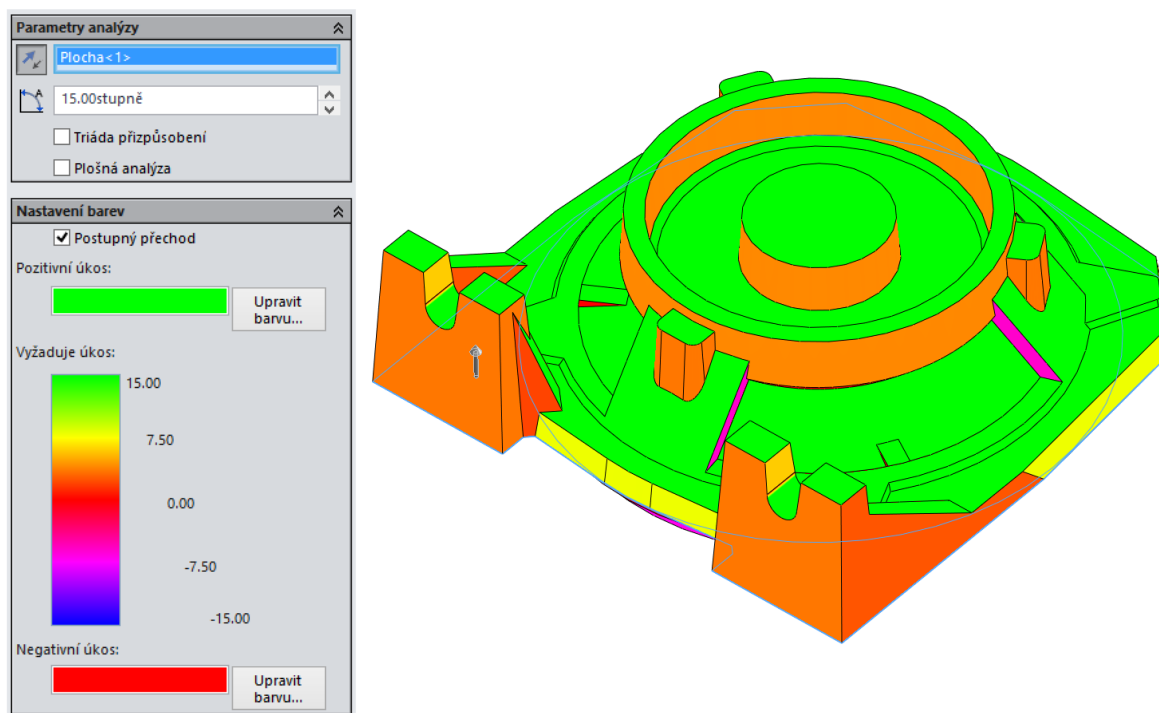 Parametry analýzy
Plocha<1>
A
15.00stupně
Triáda přizpůsobení
Plošná analýza
Nastavení barev
Postupný přechod
Pozitivní úkos:
Upravit
barvu...
Vyžaduje úkos:
15.00
7.50
0.00
-7.50
-15.00
Negativní úkos:
Upravit
barvu...